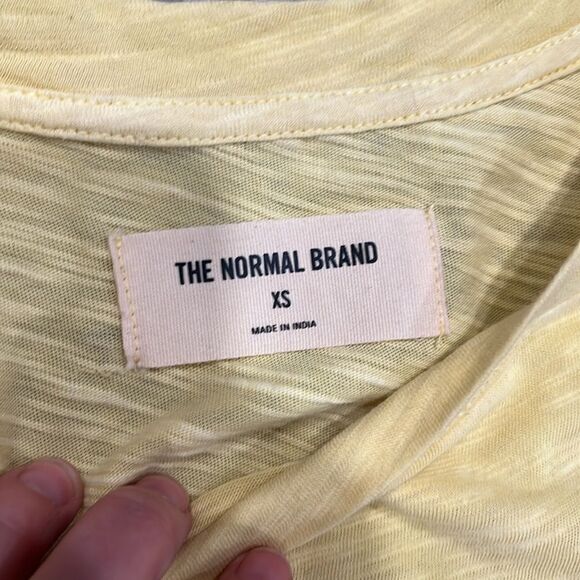 THE NORMAL BRAND
XS
MADE IN INDIA